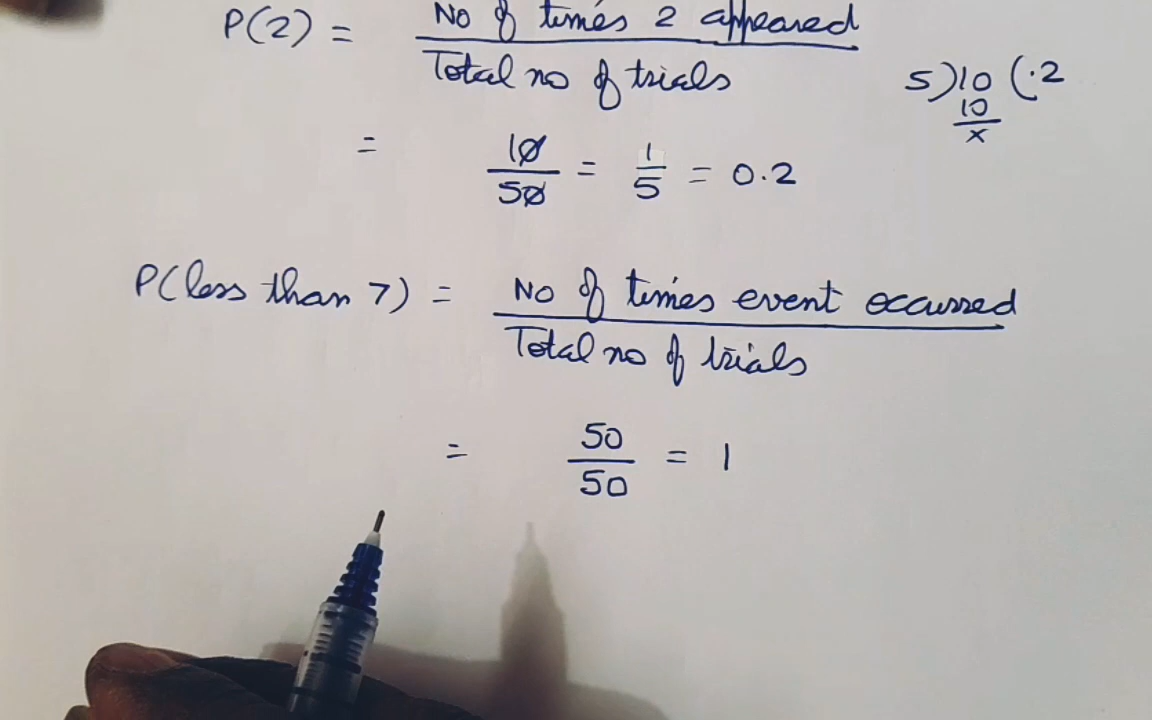 P(2) = No of times 2 appeared / Total no of trials
5)10(.2
10
x
= 10/50 = 1/5 = 0.2
P(less than 7) = No of times event occurred / Total no of trials
= 50/50 = 1